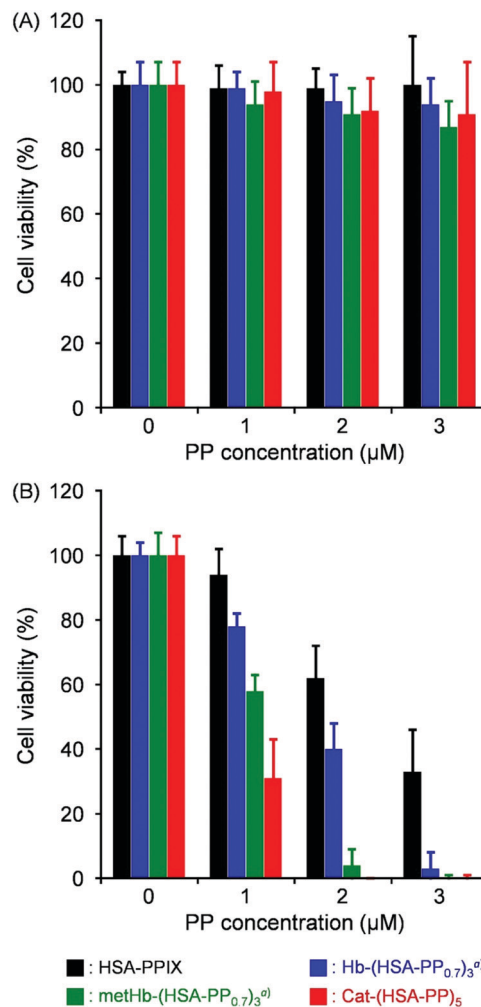 (A)
120
100
80
60
40
20
0
Cell viability (%)
0 1 2 3
PP concentration (µM)
(B)
120
100
80
60
40
20
0
Cell viability (%)
0 1 2 3
PP concentration (µM)
: HSA-PPIX : Hb-(HSA-PP0.7)3a)
: metHb-(HSA-PP0.7)3a) : Cat-(HSA-PP)5